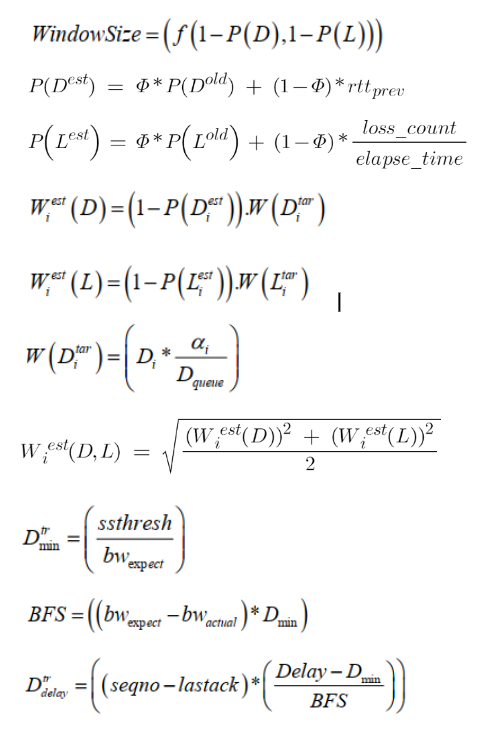 WindowSize = (f(1−P(D),1−P(L)))
P(D^est) = Φ * P(D^old) + (1−Φ) * rtt_prev
P(L^est) = Φ * P(L^old) + (1−Φ) * loss_count / elapse_time
W_i^est (D) = (1−P(D_i^est)).W(D_i^tar)
W_i^est (L) = (1−P(L_i^est)).W(L_i^tar)
W(D_i^tar) = (D_i * α_i / D_queue)
W_i^est(D, L) = √(((W_i^est(D))^2 + (W_i^est(L))^2) / 2)
D_min^tr = (ssthresh / bw_expect)
BFS = ((bw_expect − bw_actual) * D_min)
D_delay^tr = ((seqno − lastack) * ((Delay − D_min) / BFS))